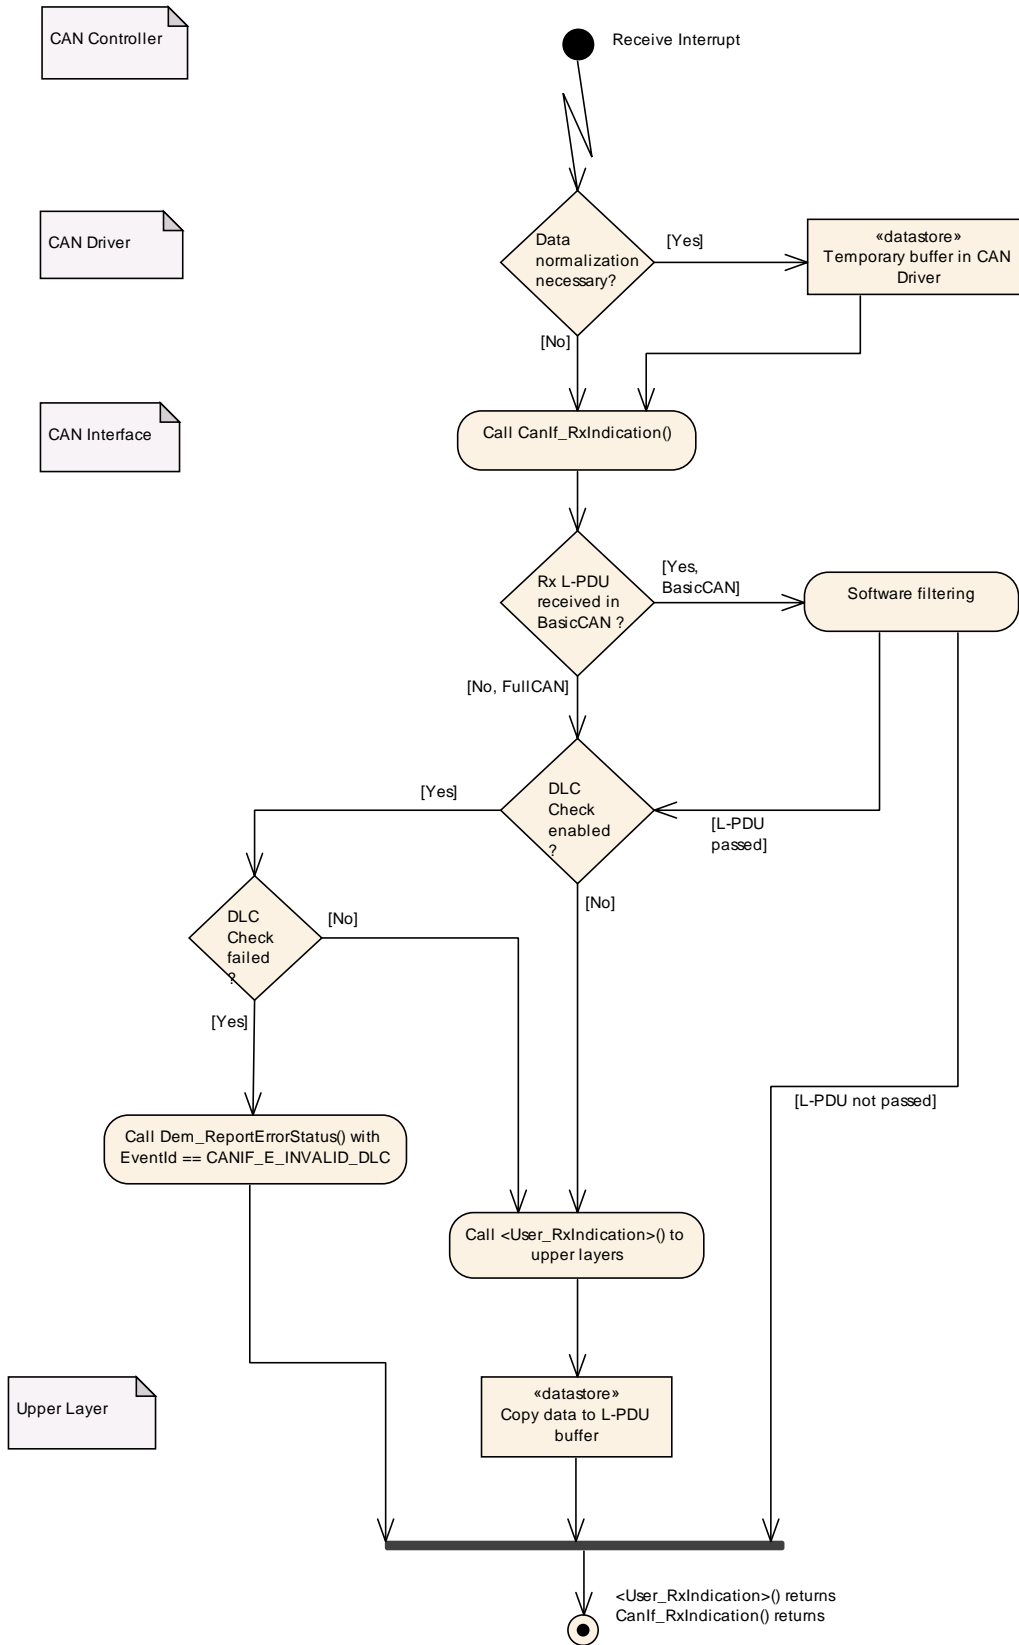 CAN Controller
Receive Interrupt
CAN Driver
Data
normalization
necessary?
[Yes]
«datastore»
Temporary buffer in CAN
Driver
[No]
CAN Interface
Call CanIf_RxIndication()
Rx L-PDU
received in
BasicCAN ?
[Yes,
BasicCAN]
Software filtering
[No, FullCAN]
DLC
Check
enabled
?
[Yes]
[L-PDU
passed]
[No]
DLC
Check
failed
?
[No]
[Yes]
[L-PDU not passed]
Call Dem_ReportErrorStatus() with
EventId == CANIF_E_INVALID_DLC
Call <User_RxIndication>() to
upper layers
Upper Layer
«datastore»
Copy data to L-PDU
buffer
<User_RxIndication>() returns
CanIf_RxIndication() returns